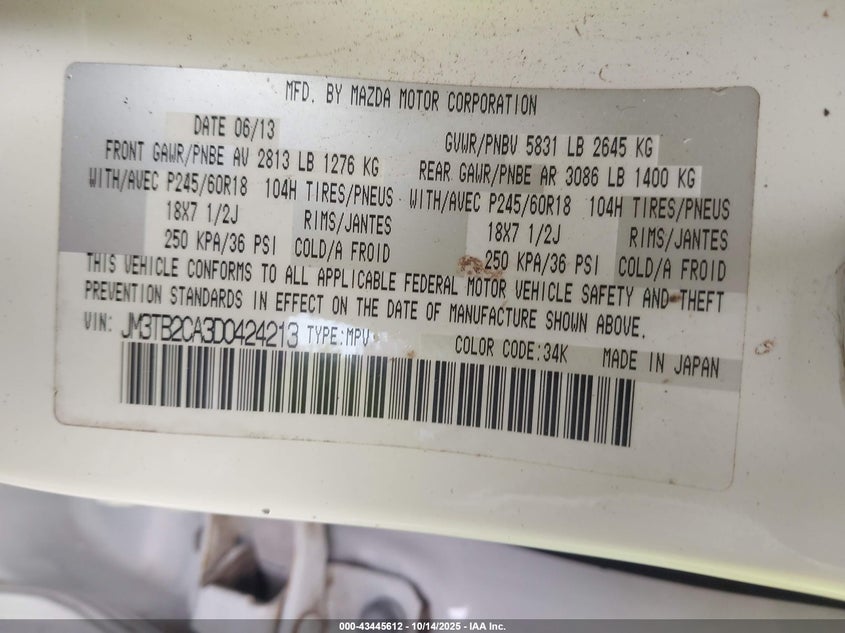 MFD. BY MAZDA MOTOR CORPORATION
DATE 06/13 GVWR/PNBV 5831 LB 2645 KG
FRONT GAWR/PNBE AV 2813 LB 1276 KG REAR GAWR/PNBE AR 3086 LB 1400 KG
WITH/AVEC P245/60R18 104H TIRES/PNEUS WITH/AVEC P245/60R18 104H TIRES/PNEUS
18X7 1/2J RIMS/JANTES 18X7 1/2J RIMS/JANTES
250 KPA/36 PSI COLD/A FROID 250 KPA/36 PSI COLD/A FROID
THIS VEHICLE CONFORMS TO ALL APPLICABLE FEDERAL MOTOR VEHICLE SAFETY AND THEFT
PREVENTION STANDARDS IN EFFECT ON THE DATE OF MANUFACTURE SHOWN ABOVE.
VIN: JM3TB2CA3D0424213 TYPE:MPV COLOR CODE:34K MADE IN JAPAN
000-43445612 - 10/14/2025 - IAA Inc.